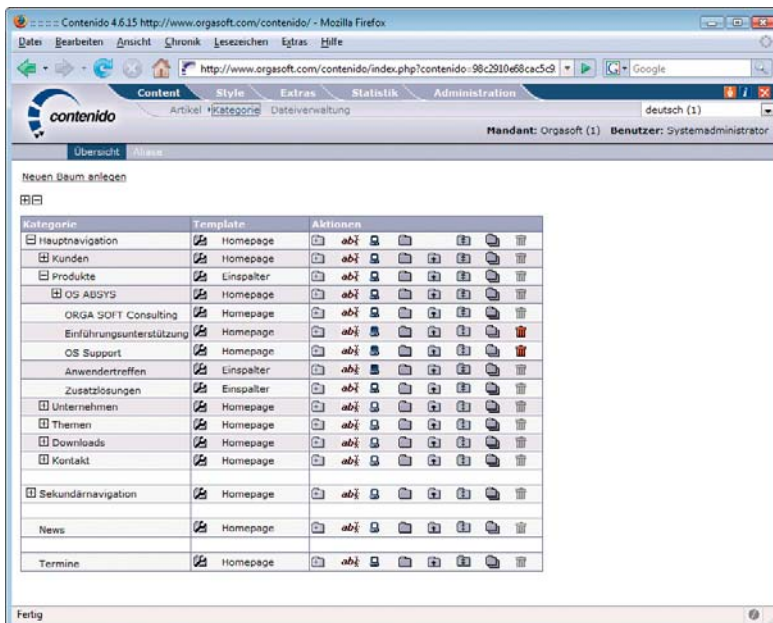 Contenido 4.6.15 http://www.orgasoft.com/contenido/ - Mozilla Firefox
Datei Bearbeiten Ansicht Chronik Lesezeichen Extras Hilfe
http://www.orgasoft.com/contenido/index.php?contenido=98c2910e68cac5c9 Google
Content Style Extras Statistik Administration
contenido Artikel Kategorie Dateiverwaltung deutsch (1)
Mandant: Orgasoft (1) Benutzer: Systemadministrator
Übersicht
Neuen Baum anlegen
Kategorie Template Aktionen
Hauptnavigation Homepage
Kunden Homepage
Produkte Einspalter
OS ABSYS Homepage
ORGA SOFT Consulting Homepage
Einführungsunterstützung Homepage
OS Support Homepage
Anwendertreffen Einspalter
Zusatzlösungen Einspalter
Unternehmen Homepage
Themen Homepage
Downloads Homepage
Kontakt Homepage
Sekundärnavigation Homepage
News Homepage
Termine Homepage
Fertig